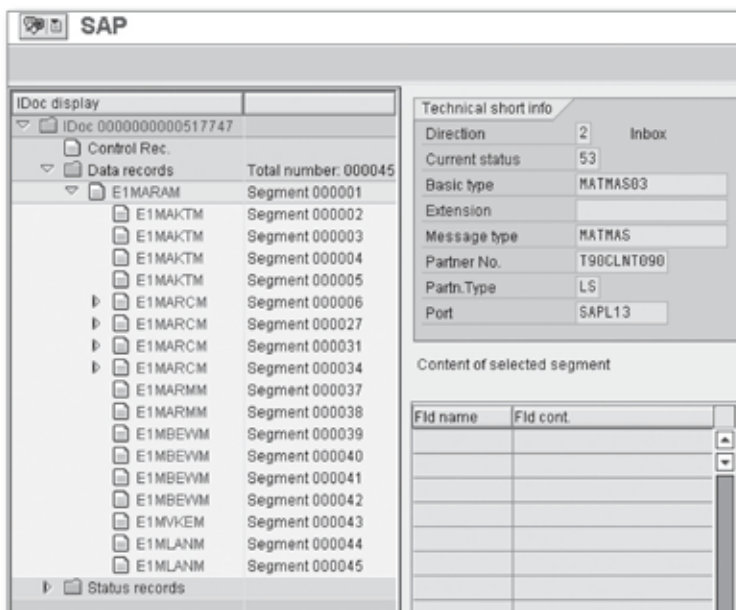 SAP
IDoc display
IDoc 0000000000517747
Control Rec.
Data records Total number: 000045
E1MARAM Segment 000001
E1MAKTM Segment 000002
E1MAKTM Segment 000003
E1MAKTM Segment 000004
E1MAKTM Segment 000005
E1MARCM Segment 000006
E1MARCM Segment 000027
E1MARCM Segment 000031
E1MARCM Segment 000034
E1MARMM Segment 000037
E1MARMM Segment 000038
E1MBEWM Segment 000039
E1MBEWM Segment 000040
E1MBEWM Segment 000041
E1MBEWM Segment 000042
E1MVKEM Segment 000043
E1MLANM Segment 000044
E1MLANM Segment 000045
Status records
Technical short info
Direction 2 Inbox
Current status 53
Basic type MATMAS03
Extension
Message type MATMAS
Partner No. T90CLNT090
Partn.Type LS
Port SAPL13
Content of selected segment
Fld name Fld cont.